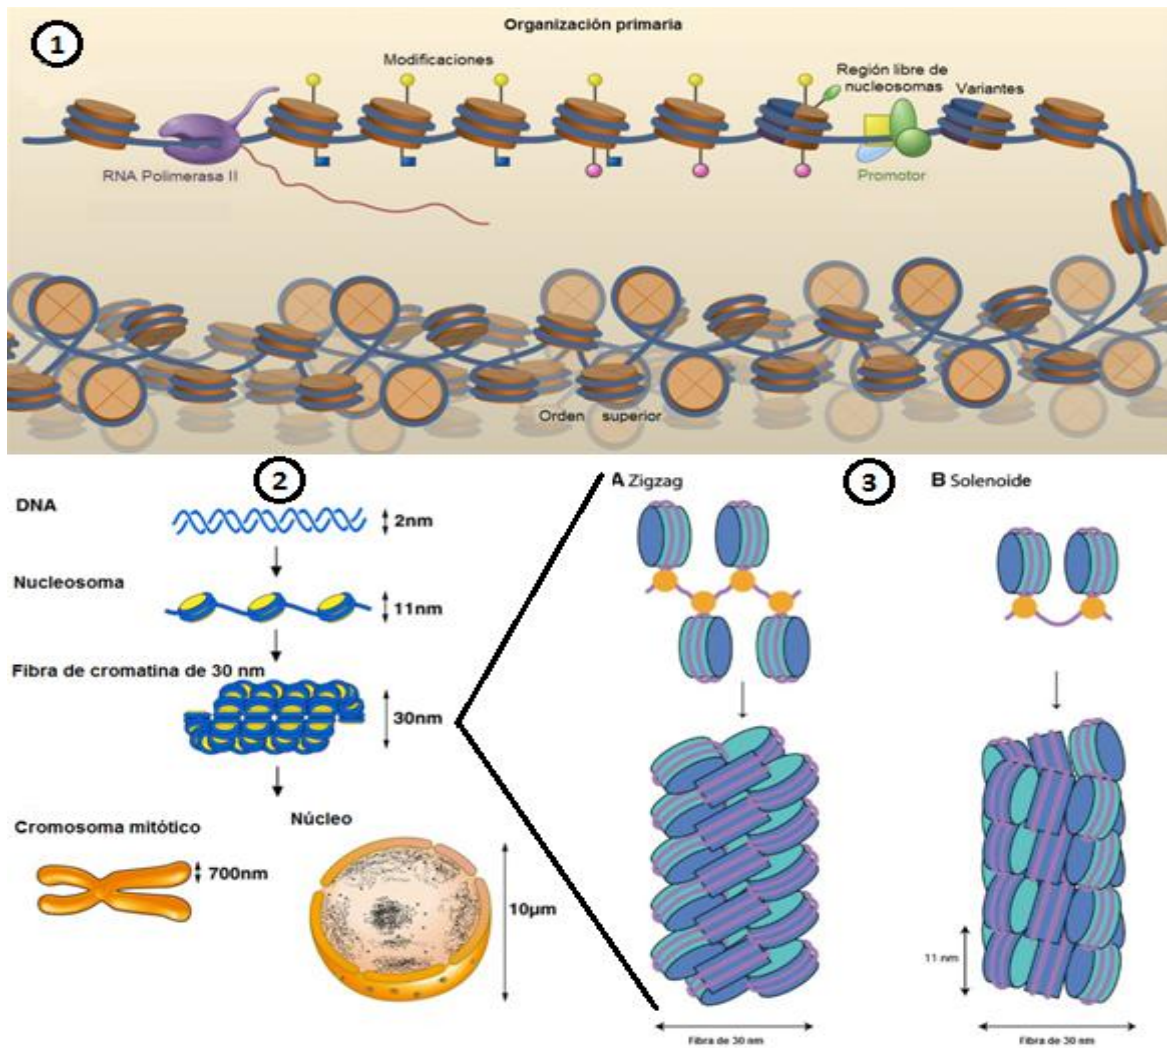 1
Organización primaria
Modificaciones
Región libre de
nucleosomas
Variantes
RNA Polimerasa II
Promotor
Orden superior
2
DNA
2nm
Nucleosoma
11nm
Fibra de cromatina de 30 nm
30nm
Cromosoma mitótico
700nm
Núcleo
10µm
3
A Zigzag
B Solenoide
11 nm
Fibra de 30 nm
Fibra de 30 nm